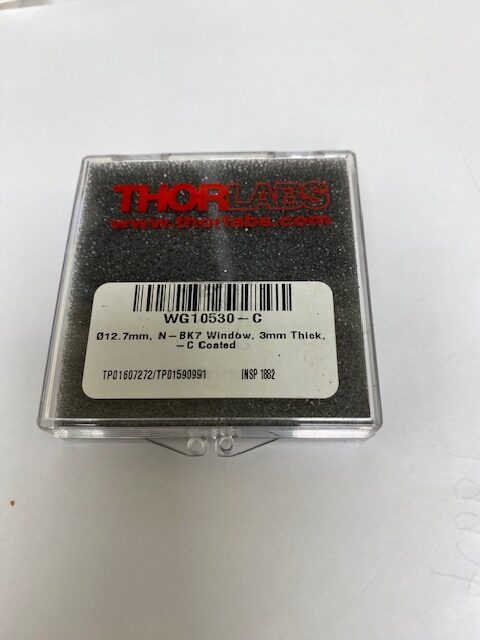 THORLABS
www.thorlabs.com
WG10530-C
Ø12.7mm, N-BK7 Window, 3mm Thick,
-C Coated
TP01607272/TP01590991 INSP 1882